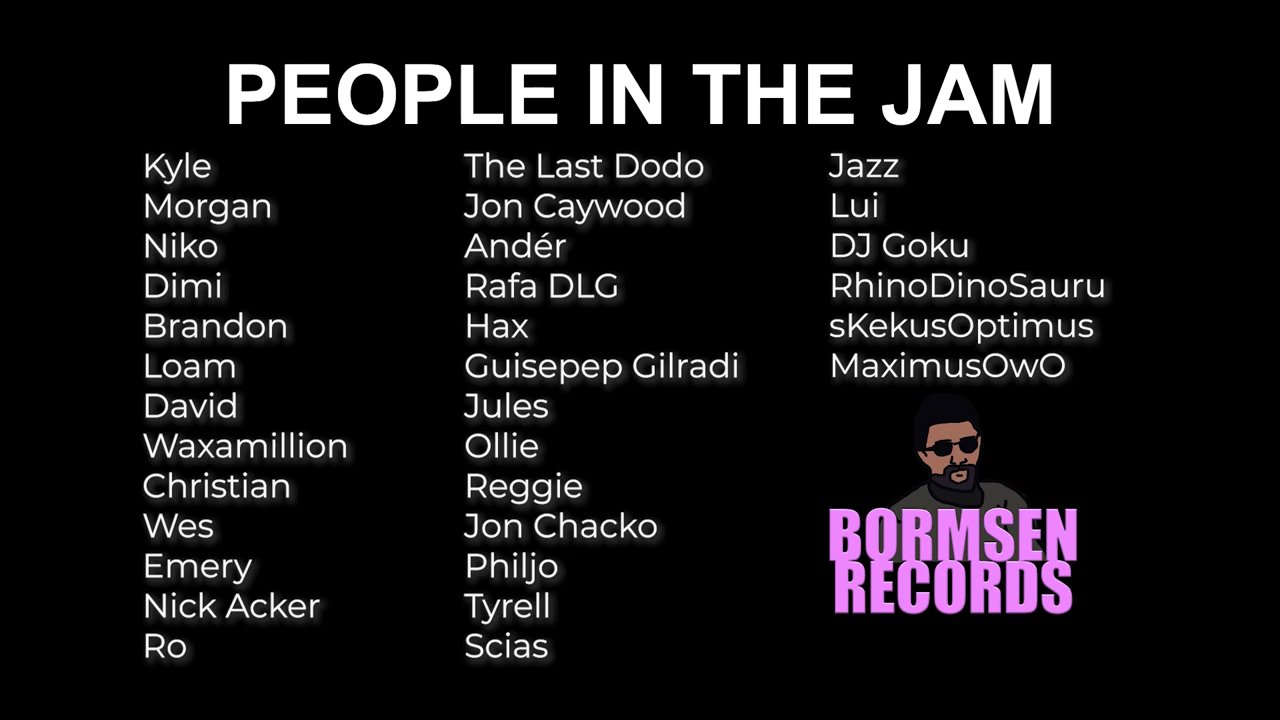 PEOPLE IN THE JAM
Kyle
Morgan
Niko
Dimi
Brandon
Loam
David
Waxamillion
Christian
Wes
Emery
Nick Acker
Ro
The Last Dodo
Jon Caywood
Andér
Rafa DLG
Hax
Guisepep Gilradi
Jules
Ollie
Reggie
Jon Chacko
Philjo
Tyrell
Scias
Jazz
Lui
DJ Goku
RhinoDinoSauru
sKekusOptimus
MaximusOwO
BORMSEN
RECORDS